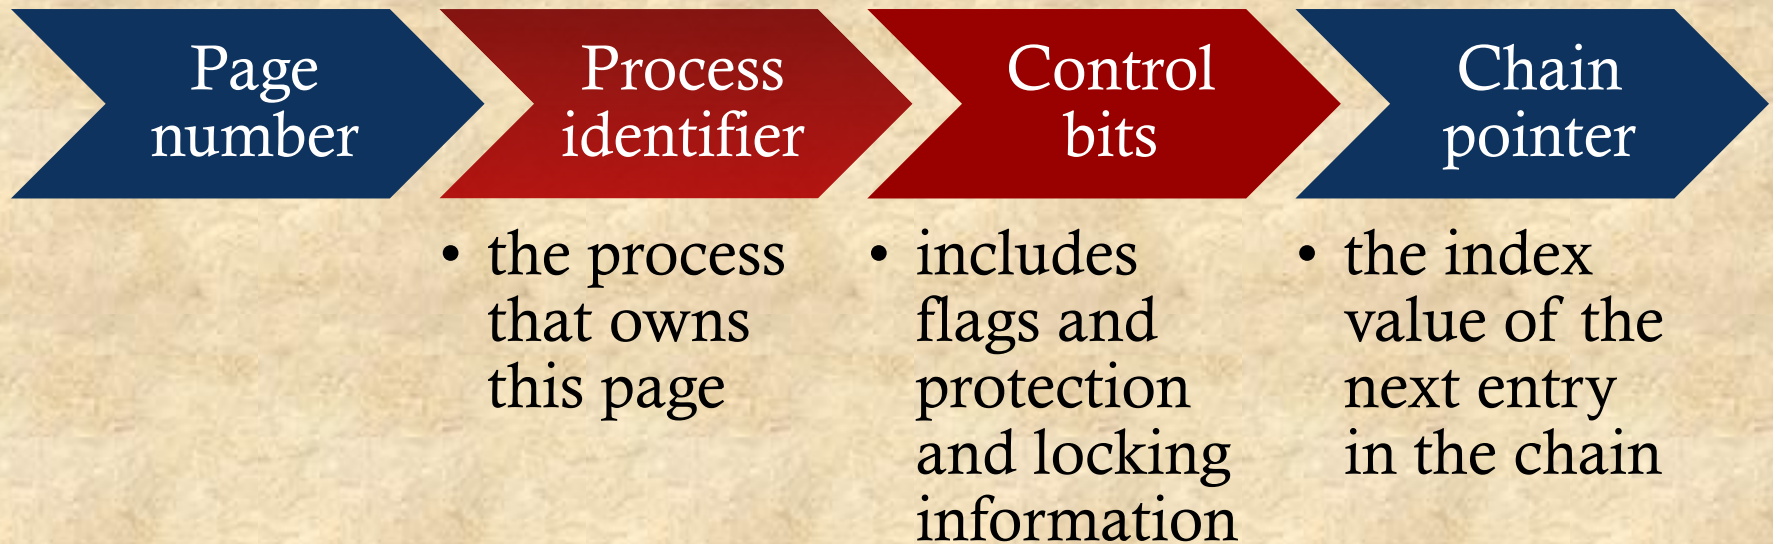 Page
number
Process
identifier
Control
bits
Chain
pointer
• the process
that owns
this page
• includes
flags and
protection
and locking
information
• the index
value of the
next entry
in the chain